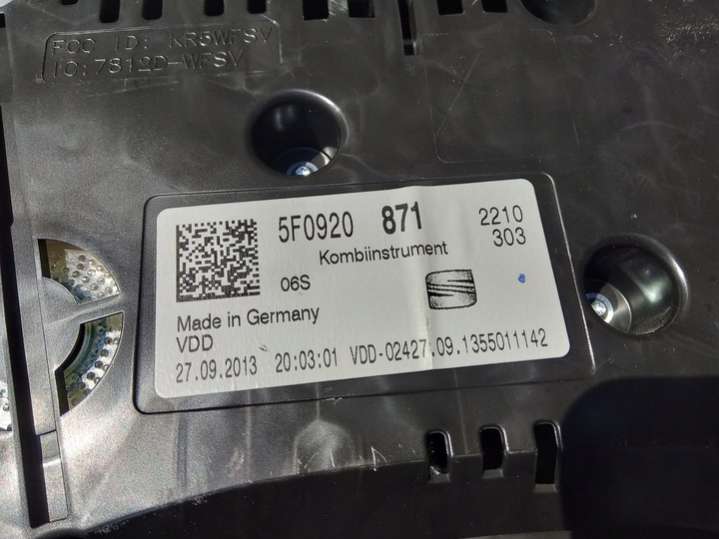 FCC ID: KR5WFSV
IC:7812D-WFSV
5F0920 871 2210
Kombiinstrument 303
06S
Made in Germany
VDD
27.09.2013 20:03:01 VDD-02427.09.1355011142